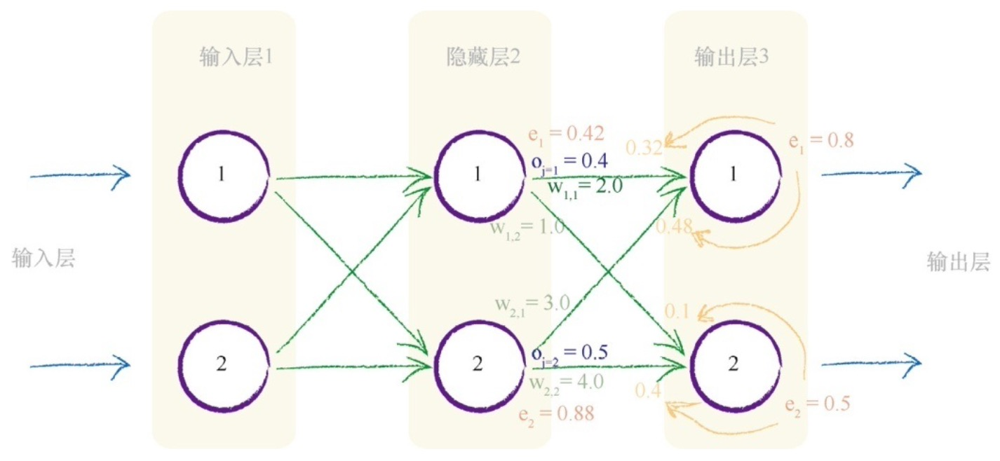 输入层1
隐藏层2
输出层3
e1 = 0.42
0.32
e1 = 0.8
oj=1 = 0.4
1
1
1
w1,1= 2.0
w1,2= 1.0
0.48
输入层
输出层
w2,1= 3.0
0.1
2
2
2
oj=2 = 0.5
w2,2= 4.0
0.4
e2 = 0.88
e2 = 0.5